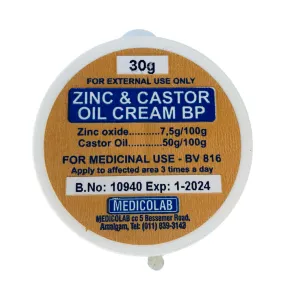 30g
FOR EXTERNAL USE ONLY
ZINC & CASTOR
OIL CREAM BP
Zinc oxide...........7,5g/100g
Castor Oil.........50g/100g
FOR MEDICINAL USE - BV 816
Apply to affected area 3 times a day
B.No: 10940 Exp: 1-2024
MEDICOLAB
MEDICOLAB cc 5 Bessemer Road,
Amalgam, Tel: (011) 839-3143